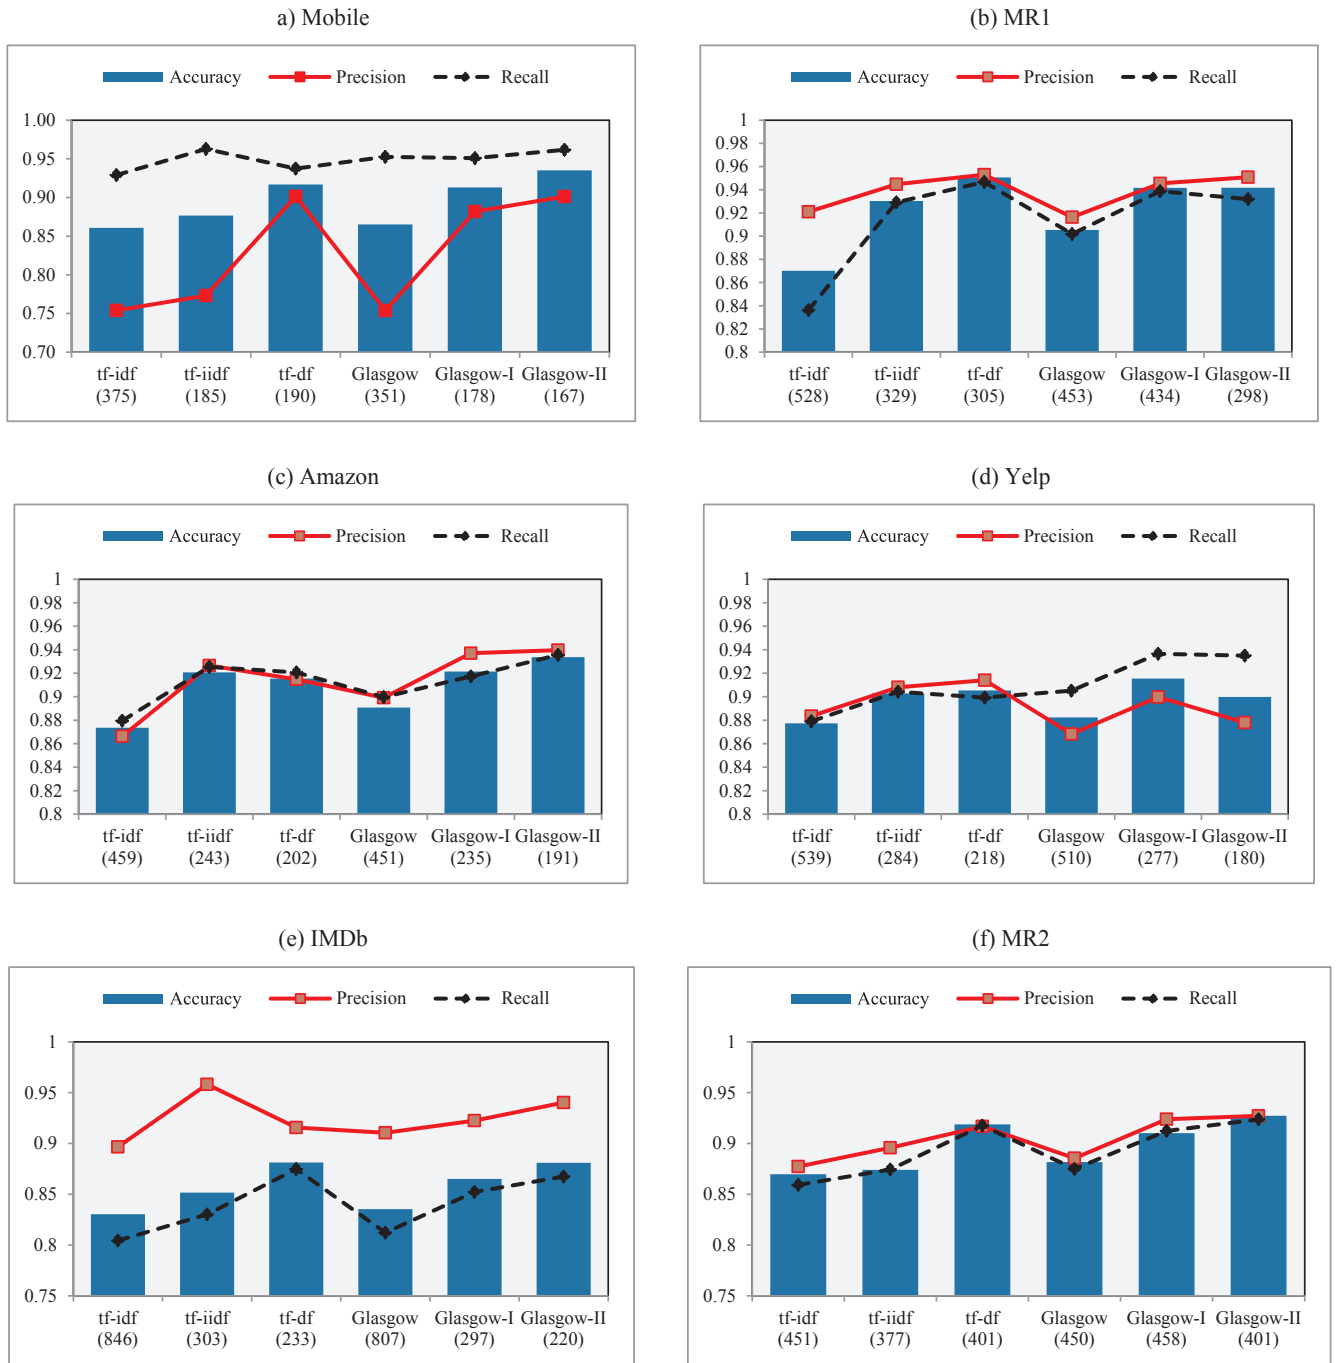 a) Mobile
Accuracy Precision Recall
1.00
0.95
0.90
0.85
0.80
0.75
0.70
tf-idf tf-iidf tf-df Glasgow Glasgow-I Glasgow-II
(375) (185) (190) (351) (178) (167)
(b) MR1
Accuracy Precision Recall
1
0.98
0.96
0.94
0.92
0.9
0.88
0.86
0.84
0.82
0.8
tf-idf tf-iidf tf-df Glasgow Glasgow-I Glasgow-II
(528) (329) (305) (453) (434) (298)
(c) Amazon
Accuracy Precision Recall
1
0.98
0.96
0.94
0.92
0.9
0.88
0.86
0.84
0.82
0.8
tf-idf tf-iidf tf-df Glasgow Glasgow-I Glasgow-II
(459) (243) (202) (451) (235) (191)
(d) Yelp
Accuracy Precision Recall
1
0.98
0.96
0.94
0.92
0.9
0.88
0.86
0.84
0.82
0.8
tf-idf tf-iidf tf-df Glasgow Glasgow-I Glasgow-II
(539) (284) (218) (510) (277) (180)
(e) IMDb
Accuracy Precision Recall
1
0.95
0.9
0.85
0.8
0.75
tf-idf tf-iidf tf-df Glasgow Glasgow-I Glasgow-II
(846) (303) (233) (807) (297) (220)
(f) MR2
Accuracy Precision Recall
1
0.95
0.9
0.85
0.8
0.75
tf-idf tf-iidf tf-df Glasgow Glasgow-I Glasgow-II
(451) (377) (401) (450) (458) (401)